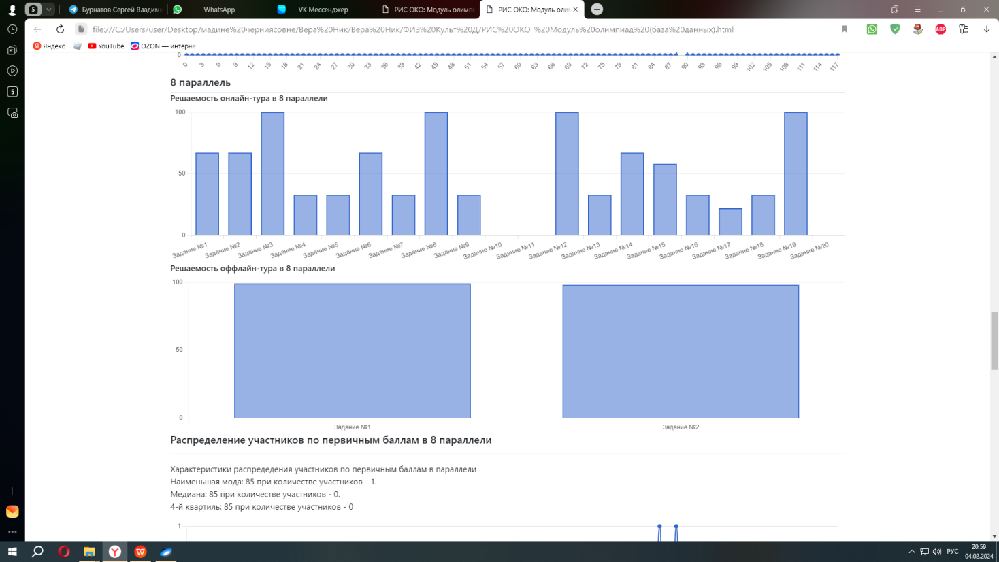 5
Бурнатов Сергей Владими
WhatsApp
VK Мессенджер
РИС ОКО: Модуль олимпи
РИС ОКО: Модуль оли
file:///C:/Users/user/Desktop/мадине%20черниясовне/Вера%20Ник/Вера%20Ник/ФИЗ%20Культ%20Д/РИС%20ОКО_%20Модуль%20олимпиад%20(база%20данных).html
ABP
Яндекс
YouTube
OZON — интерне
5
0
0 3 6 9 12 15 18 21 24 27 30 33 36 39 42 45 48 51 54 57 60 63 66 69 72 75 78 81 84 87 90 93 96 99 102 105 108 111 114 117
8 параллель
Решаемость онлайн-тура в 8 параллели
100
50
0
Задание №1 Задание №2 Задание №3 Задание №4 Задание №5 Задание №6 Задание №7 Задание №8 Задание №9 Задание №10 Задание №11 Задание №12 Задание №13 Задание №14 Задание №15 Задание №16 Задание №17 Задание №18 Задание №19 Задание №20
Решаемость оффлайн-тура в 8 параллели
100
50
0
Задание №1 Задание №2
Распределение участников по первичным баллам в 8 параллели
Характеристики распредедения участников по первичным баллам в параллели
Наименьшая мода: 85 при количестве участников - 1.
Медиана: 85 при количестве участников - 0.
4-й квартиль: 85 при количестве участников - 0
1
РУС
20:59
04.02.2024